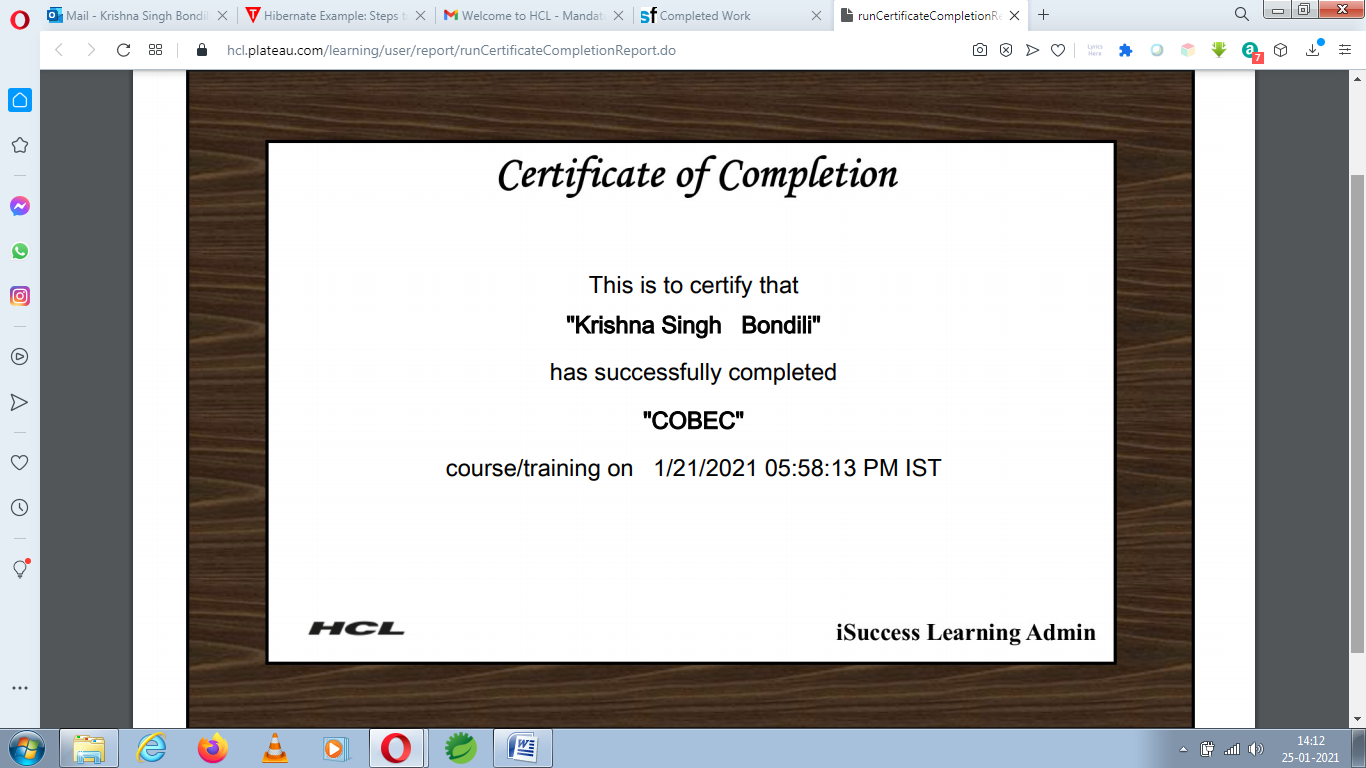 Mail - Krishna Singh Bondil
Hibernate Example: Steps t
Welcome to HCL - Mandat
Completed Work
runCertificateCompletionRe
hcl.plateau.com/learning/user/report/runCertificateCompletionReport.do
Lyrics
Here
7
Certificate of Completion
This is to certify that
"Krishna Singh Bondili"
has successfully completed
"COBEC"
course/training on 1/21/2021 05:58:13 PM IST
HCL
iSuccess Learning Admin
14:12
25-01-2021